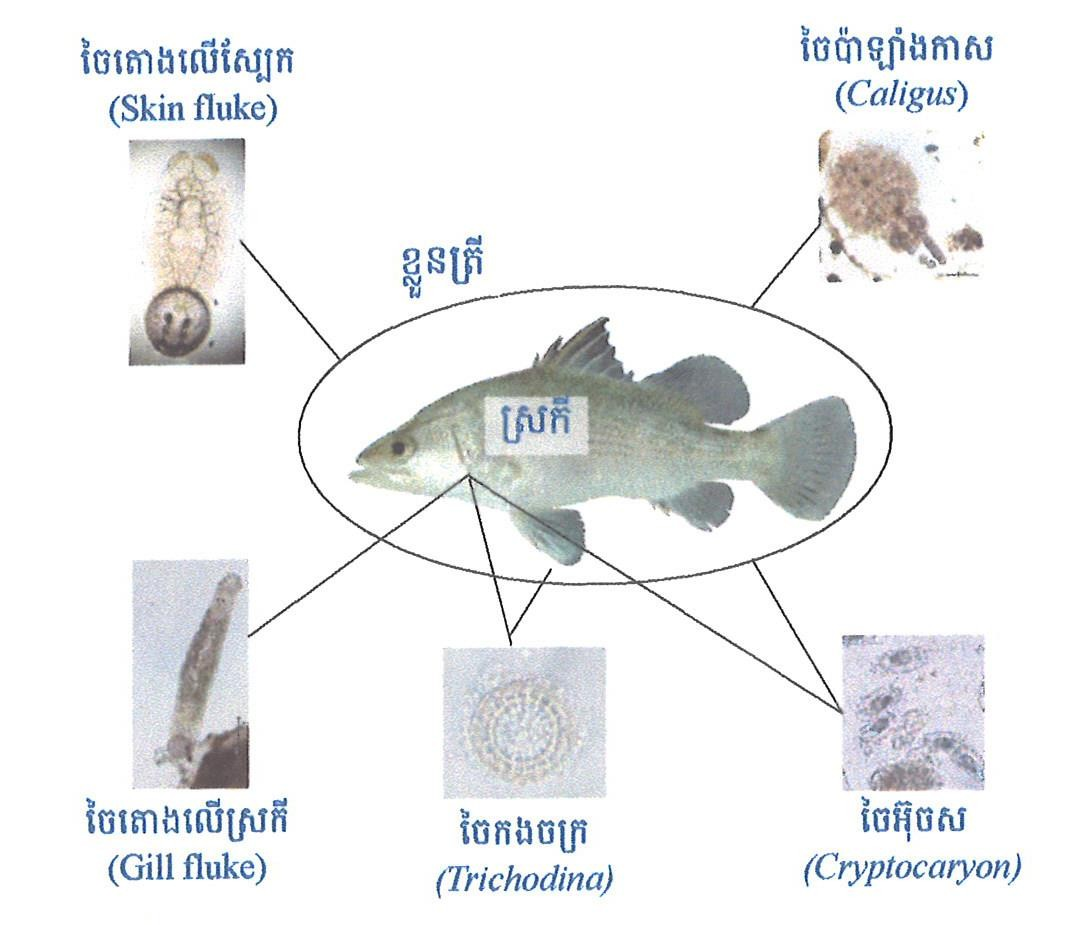 ចៃតោងលើស្បែក
(Skin fluke)
ចៃប៉ាឡាំងកាស
(Caligus)
ខ្លួនត្រី
ស្រកី
ចៃតោងលើស្រកី
(Gill fluke)
ចៃកងចក្រ
(Trichodina)
ចៃអ៊ុចស
(Cryptocaryon)